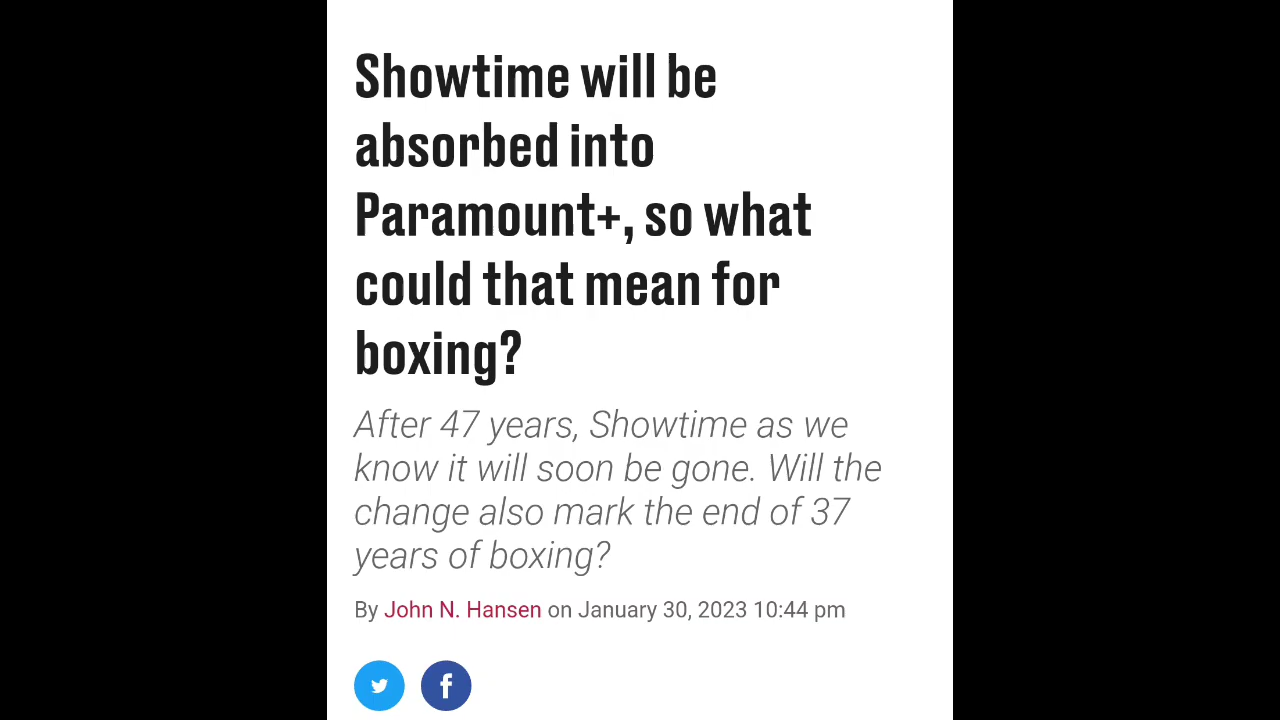 Showtime will be
absorbed into
Paramount+, so what
could that mean for
boxing?
After 47 years, Showtime as we
know it will soon be gone. Will the
change also mark the end of 37
years of boxing?
By John N. Hansen on January 30, 2023 10:44 pm